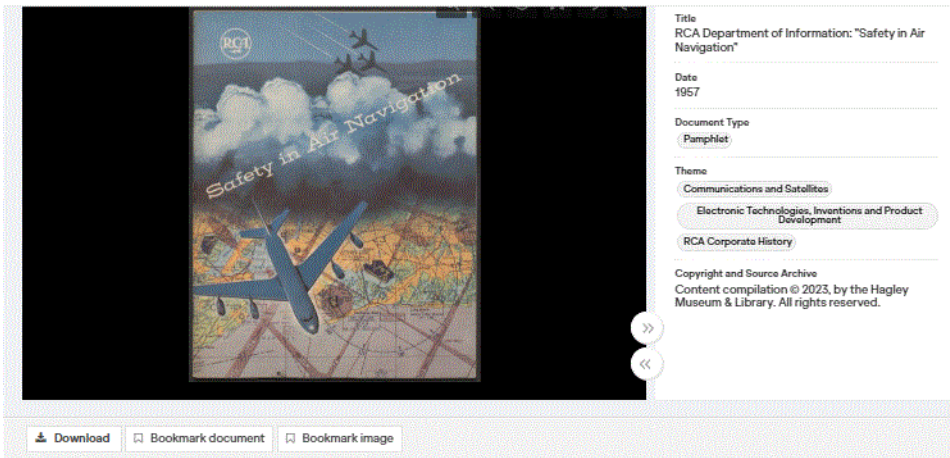 RCA
Safety in Air Navigation
Title
RCA Department of Information: "Safety in Air
Navigation"
Date
1957
Document Type
Pamphlet
Theme
Communications and Satellites
Electronic Technologies, Inventions and Product
Development
RCA Corporate History
Copyright and Source Archive
Content compilation © 2023, by the Hagley
Museum & Library. All rights reserved.
Download
Bookmark document
Bookmark image